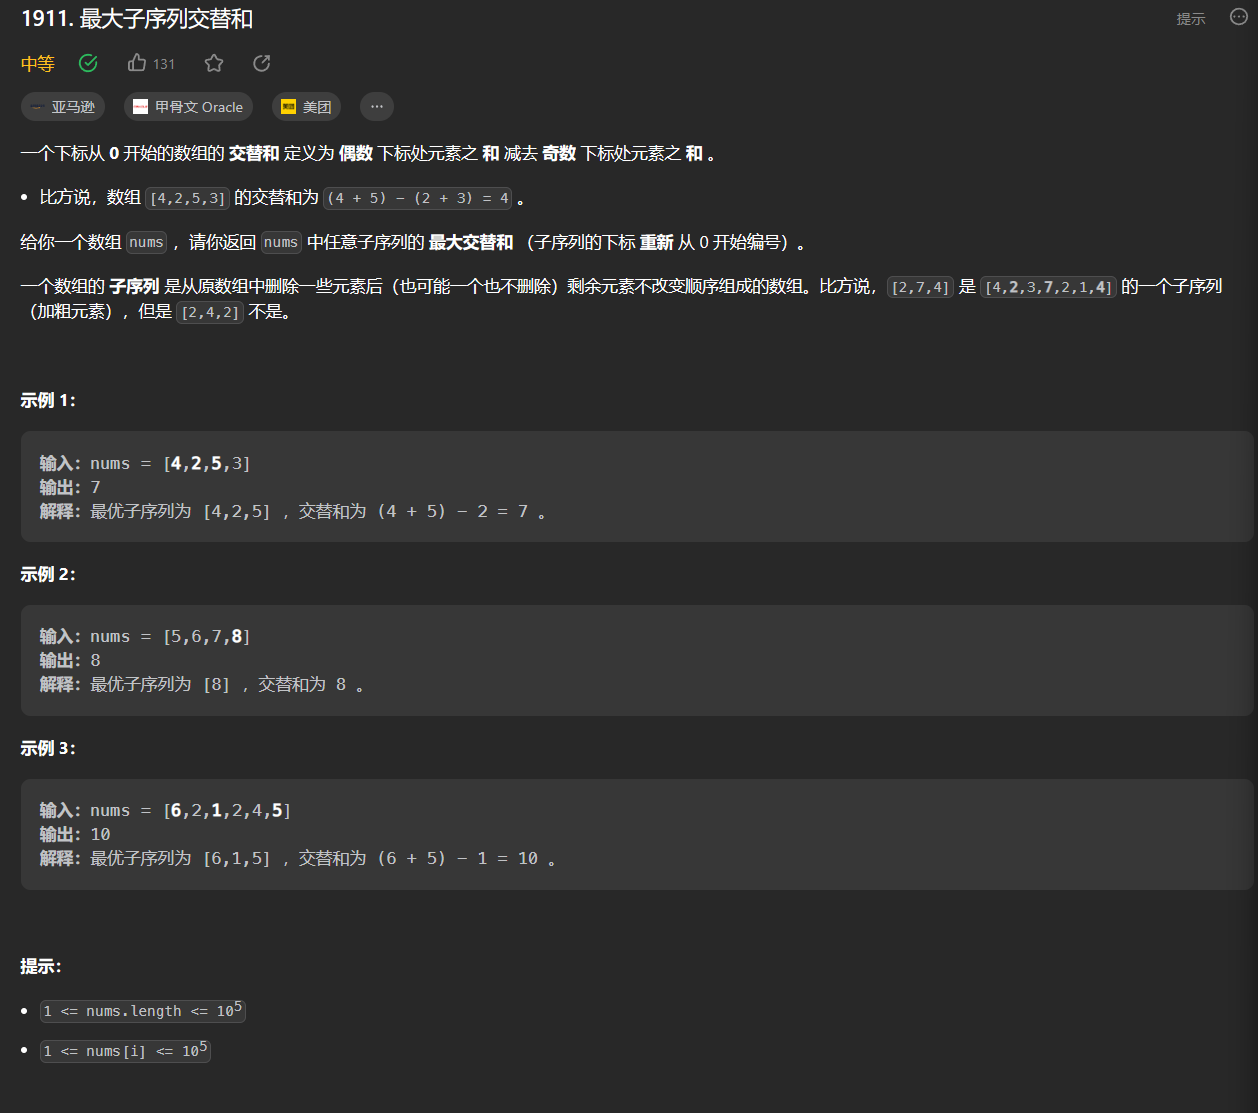 1911. 最大子序列交替和
提示
中等
131
亚马逊
甲骨文 Oracle
美团
一个下标从 0 开始的数组的 交替和 定义为 偶数 下标处元素之 和 减去 奇数 下标处元素之 和 。
• 比方说，数组 [4,2,5,3] 的交替和为 (4 + 5) - (2 + 3) = 4 。
给你一个数组 nums ，请你返回 nums 中任意子序列的 最大交替和 （子序列的下标 重新 从 0 开始编号）。
一个数组的 子序列 是从原数组中删除一些元素后（也可能一个也不删除）剩余元素不改变顺序组成的数组。比方说，[2,7,4] 是 [4,2,3,7,2,1,4] 的一个子序列
（加粗元素），但是 [2,4,2] 不是。
示例 1：
输入：nums = [4,2,5,3]
输出：7
解释：最优子序列为 [4,2,5] ，交替和为 (4 + 5) - 2 = 7 。
示例 2：
输入：nums = [5,6,7,8]
输出：8
解释：最优子序列为 [8] ，交替和为 8 。
示例 3：
输入：nums = [6,2,1,2,4,5]
输出：10
解释：最优子序列为 [6,1,5] ，交替和为 (6 + 5) - 1 = 10 。
提示：
• 1 <= nums.length <= 10⁵
• 1 <= nums[i] <= 10⁵